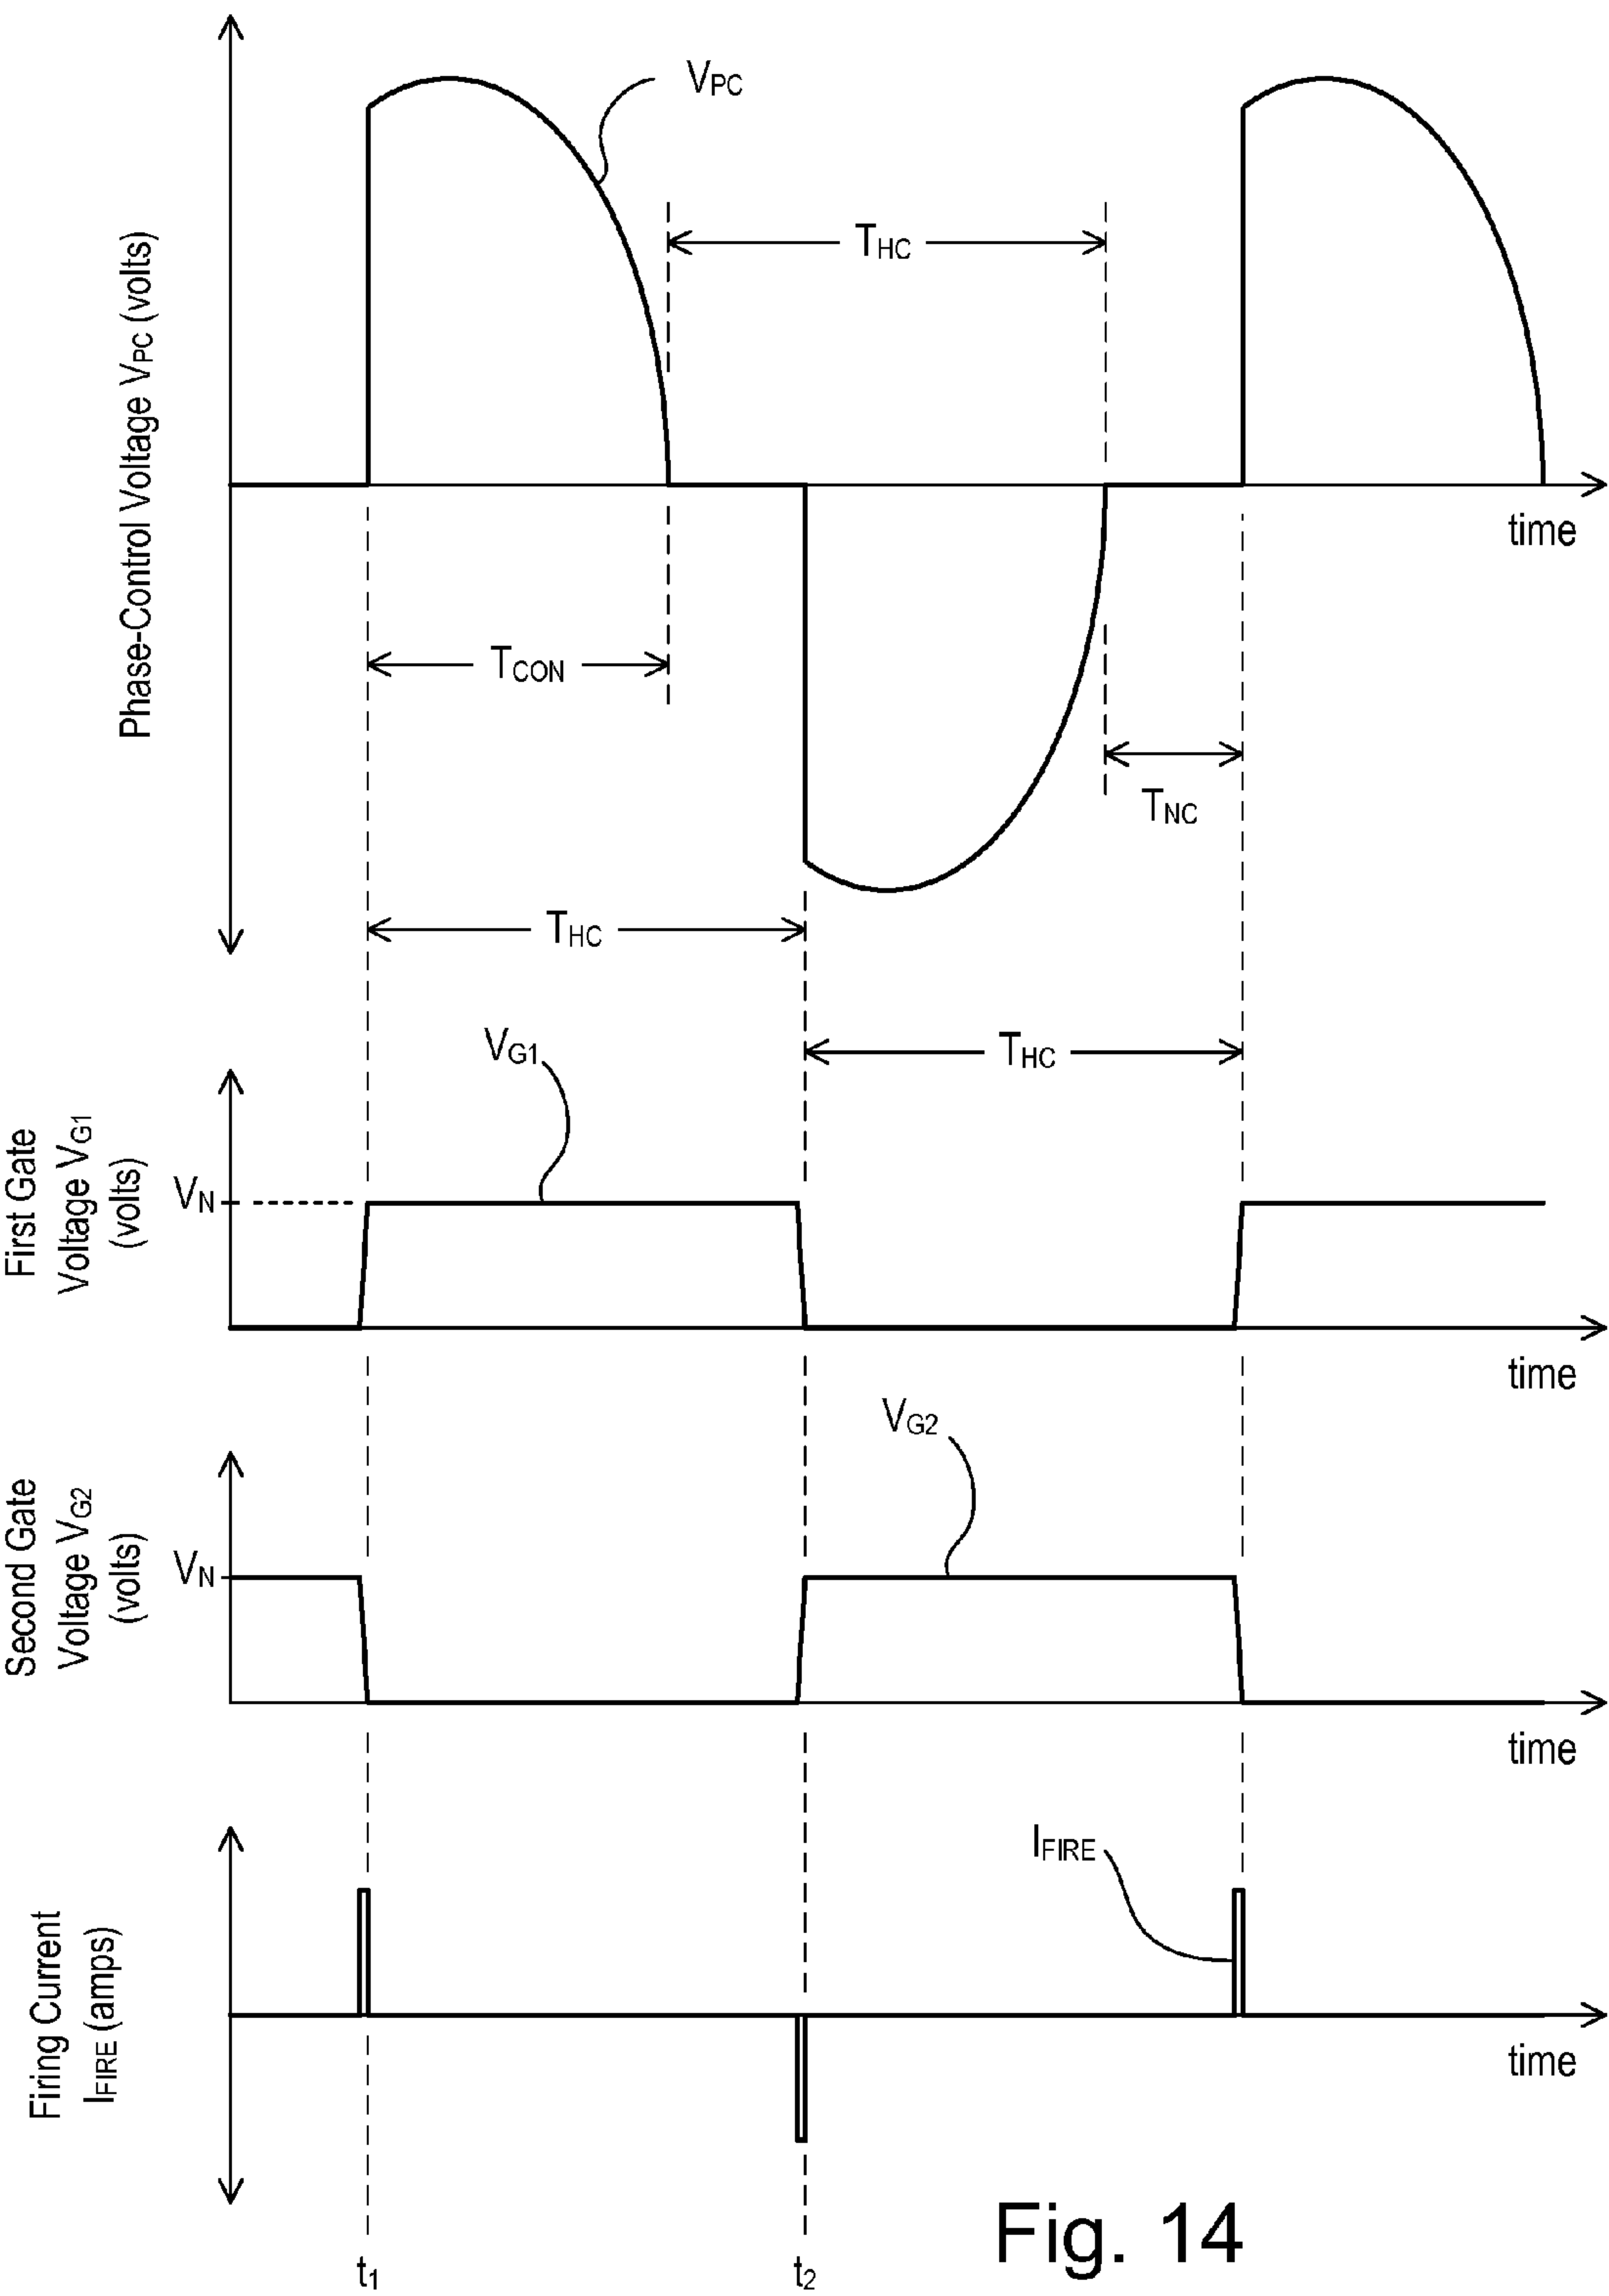 Phase-Control Voltage VPC (volts)
VPC
THC
time
TCON
TNC
THC
THC
First Gate
Voltage VG1
(volts)
VG1
VN
time
Second Gate
Voltage VG2
(volts)
VG2
VN
time
Firing Current
IFIRE (amps)
IFIRE
time
t1
t2
Fig. 14